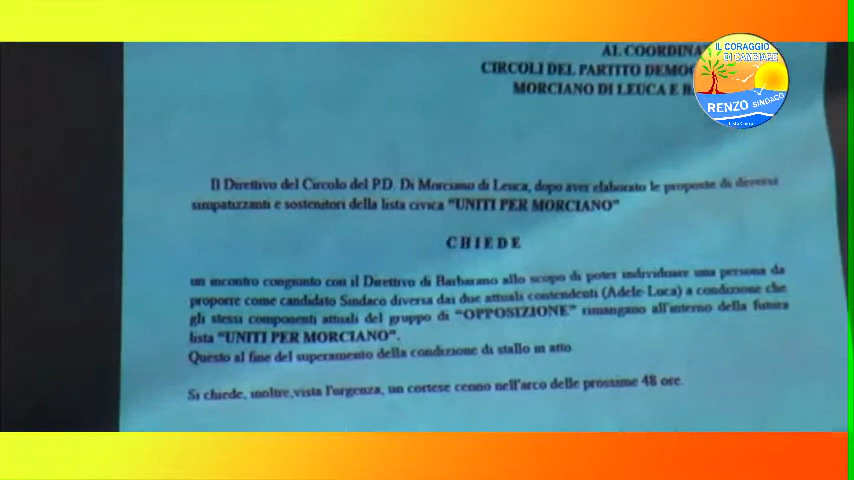 AL COORDINA
CIRCOLI DEL PARTITO DEMOC
MORCIANO DI LEUCA E B
IL CORAGGIO
DI CAMBIARE
RENZO SINDACO
Il Direttivo del Circolo del P.D. Di Morciano di Leuca, dopo aver elaborato le proposte di diversi
simpatizzanti e sostenitori della lista civica "UNITI PER MORCIANO"
CHIEDE
un incontro congiunto con il Direttivo di Barbarano allo scopo di poter individuare una persona da
proporre come candidato Sindaco diversa dai due attuali contendenti (Adele-Luca) a condizione che
gli stessi componenti attuali del gruppo di "OPPOSIZIONE" rimangano all'interno della futura
lista "UNITI PER MORCIANO".
Questo al fine del superamento della condizione di stallo in atto
Si chiede, inoltre,vista l'urgenza, un cortese cenno nell'arco delle prossime 48 ore.